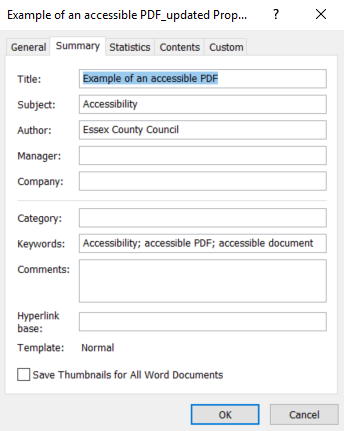 Example of an accessible PDF_updated Prop... ? ×
General Summary Statistics Contents Custom
Title: Example of an accessible PDF
Subject: Accessibility
Author: Essex County Council
Manager:
Company:
Category:
Keywords: Accessibility; accessible PDF; accessible document
Comments:
Hyperlink
base:
Template: Normal
Save Thumbnails for All Word Documents
OK Cancel